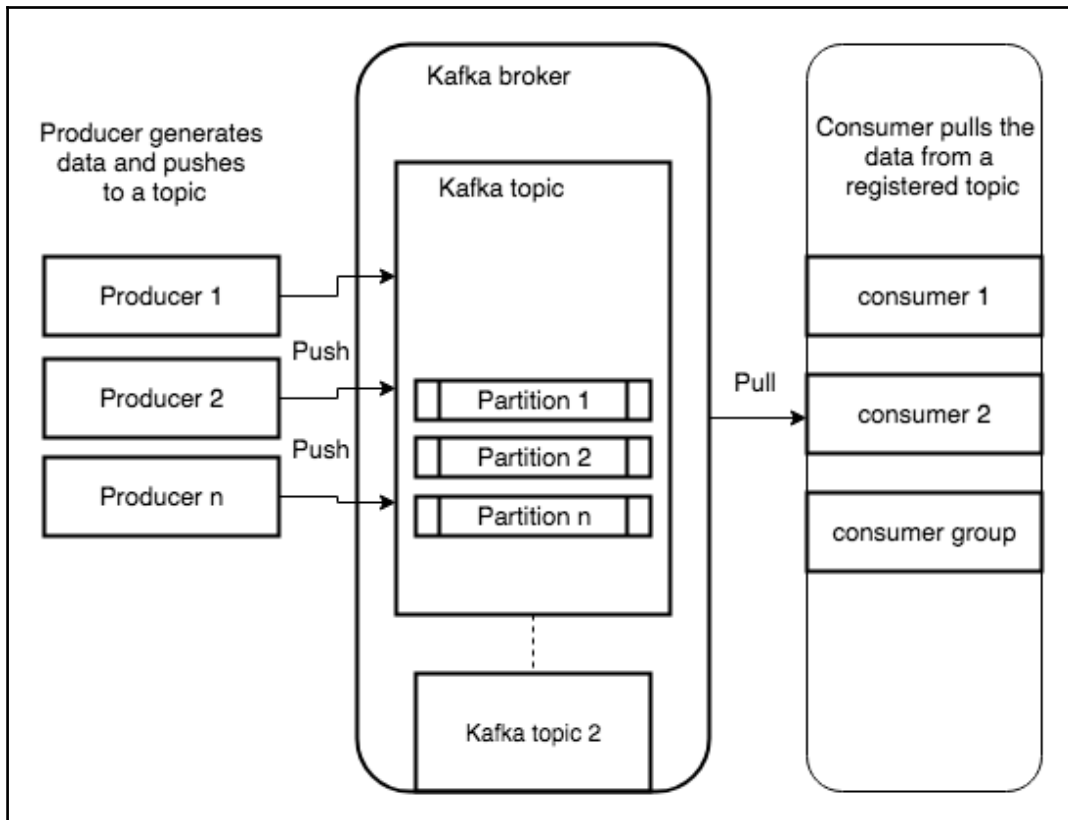 Producer generates
data and pushes
to a topic
Producer 1
Push
Producer 2
Push
Producer n
Kafka broker
Kafka topic
Partition 1
Partition 2
Partition n
Kafka topic 2
Pull
Consumer pulls the
data from a
registered topic
consumer 1
consumer 2
consumer group